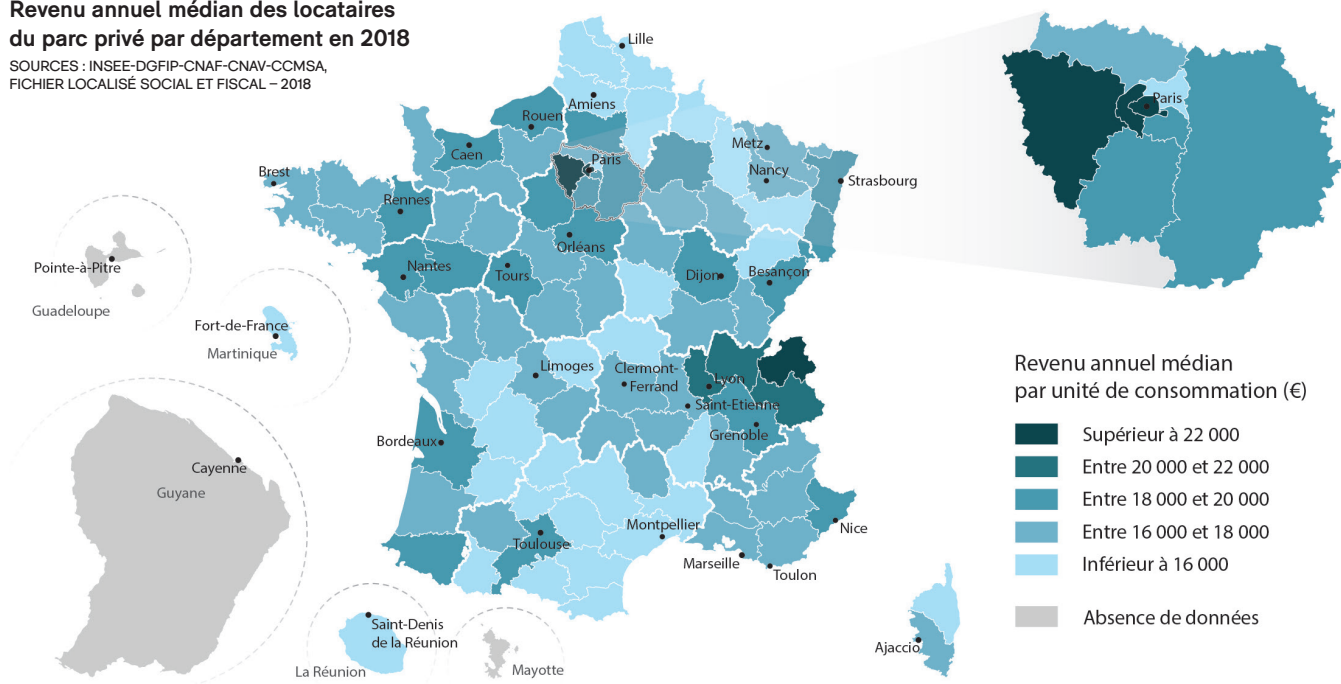 Revenu annuel médian des locataires
du parc privé par département en 2018
SOURCES : INSEE-DGFIP-CNAF-CNAV-CCMSA,
FICHIER LOCALISÉ SOCIAL ET FISCAL – 2018
Lille
Amiens
Rouen
Caen
Paris
Metz
Nancy
Strasbourg
Brest
Rennes
Orléans
Nantes
Tours
Dijon
Besançon
Limoges
Clermont-
Ferrand
Lyon
Saint-Etienne
Grenoble
Bordeaux
Toulouse
Montpellier
Marseille
Toulon
Nice
Ajaccio
Pointe-à-Pitre
Guadeloupe
Fort-de-France
Martinique
Cayenne
Guyane
Saint-Denis
de la Réunion
La Réunion
Mayotte
Paris
Revenu annuel médian
par unité de consommation (€)
Supérieur à 22 000
Entre 20 000 et 22 000
Entre 18 000 et 20 000
Entre 16 000 et 18 000
Inférieur à 16 000
Absence de données